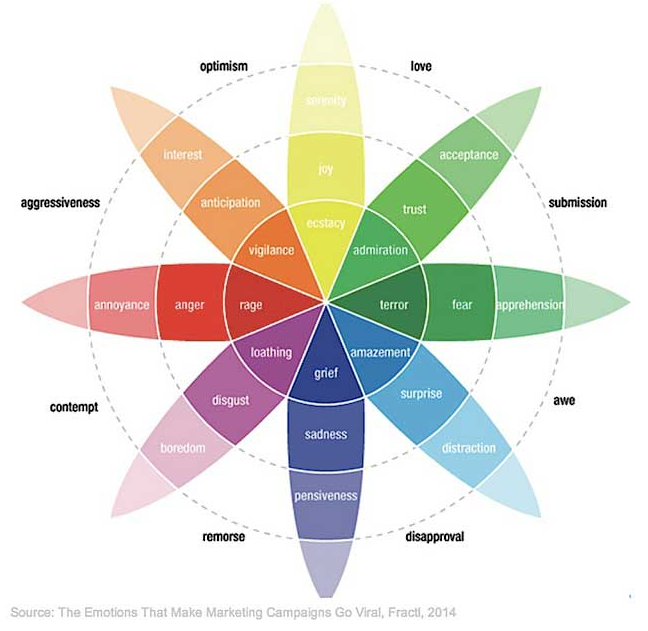 optimism
love
serenity
interest
acceptance
joy
aggressiveness
anticipation
trust
submission
ecstacy
vigilance
admiration
annoyance
anger
rage
terror
fear
apprehension
loathing
amazement
grief
disgust
surprise
contempt
awe
sadness
boredom
distraction
pensiveness
remorse
disapproval
Source: The Emotions That Make Marketing Campaigns Go Viral, Fractl, 2014